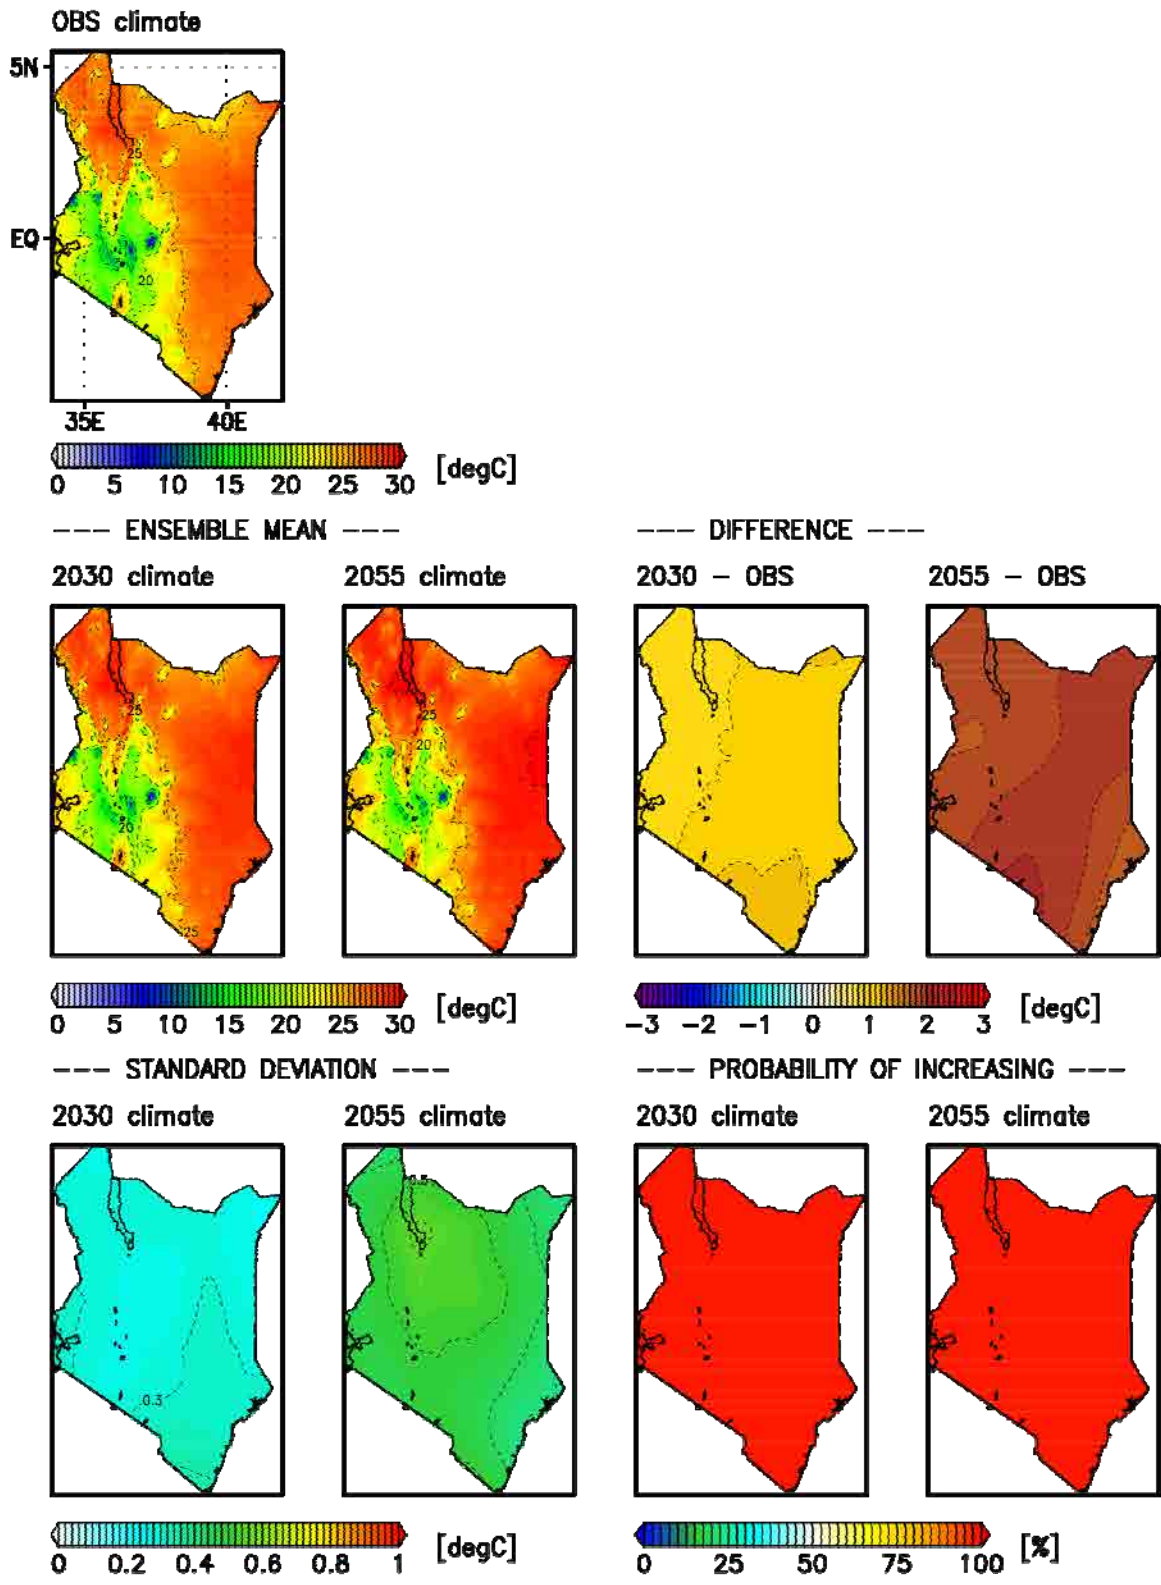 OBS climate
5N
25
EQ
20
35E 40E
0 5 10 15 20 25 30 [degC]
--- ENSEMBLE MEAN --- --- DIFFERENCE ---
2030 climate 2055 climate 2030 - OBS 2055 - OBS
25 25
20
20
25
0 5 10 15 20 25 30 [degC] -3 -2 -1 0 1 2 3 [degC]
--- STANDARD DEVIATION --- --- PROBABILITY OF INCREASING ---
2030 climate 2055 climate 2030 climate 2055 climate
0.3
0 0.2 0.4 0.6 0.8 1 [degC] 0 25 50 75 100 [%]